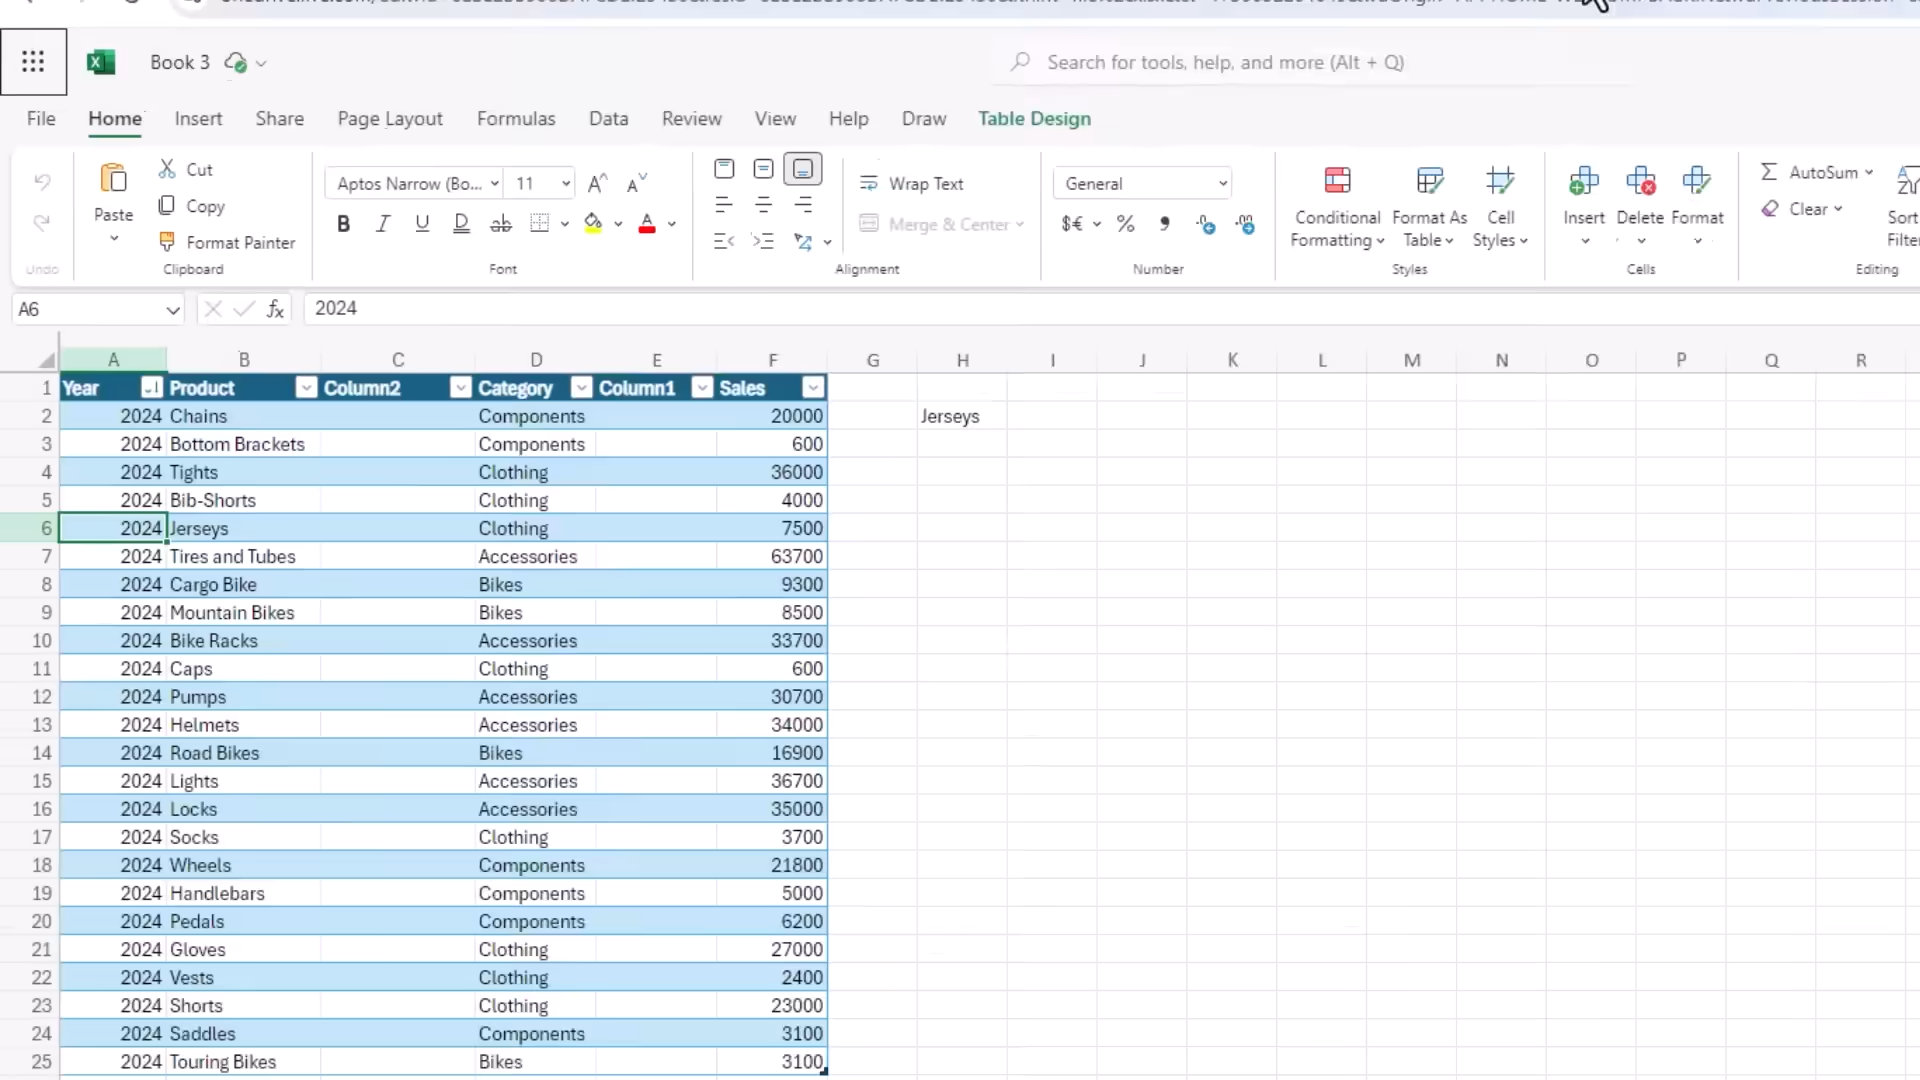 Book 3
Search for tools, help, and more (Alt + Q)
File Home Insert Share Page Layout Formulas Data Review View Help Draw Table Design
Undo
Paste
Cut
Copy
Format Painter
Clipboard
Aptos Narrow (Bo... 11
Font
Wrap Text
Merge & Center
Alignment
General
Number
Conditional Formatting
Format As Table
Cell Styles
Styles
Insert Delete Format
Cells
AutoSum
Clear
Sort
Filter
Editing
A6 fx 2024
A B C D E F G H I J K L M N O P Q R
1 Year Product Column2 Category Column1 Sales
2 2024 Chains Components 20000 Jerseys
3 2024 Bottom Brackets Components 600
4 2024 Tights Clothing 36000
5 2024 Bib-Shorts Clothing 4000
6 2024 Jerseys Clothing 7500
7 2024 Tires and Tubes Accessories 63700
8 2024 Cargo Bike Bikes 9300
9 2024 Mountain Bikes Bikes 8500
10 2024 Bike Racks Accessories 33700
11 2024 Caps Clothing 600
12 2024 Pumps Accessories 30700
13 2024 Helmets Accessories 34000
14 2024 Road Bikes Bikes 16900
15 2024 Lights Accessories 36700
16 2024 Locks Accessories 35000
17 2024 Socks Clothing 3700
18 2024 Wheels Components 21800
19 2024 Handlebars Components 5000
20 2024 Pedals Components 6200
21 2024 Gloves Clothing 27000
22 2024 Vests Clothing 2400
23 2024 Shorts Clothing 23000
24 2024 Saddles Components 3100
25 2024 Touring Bikes Bikes 3100